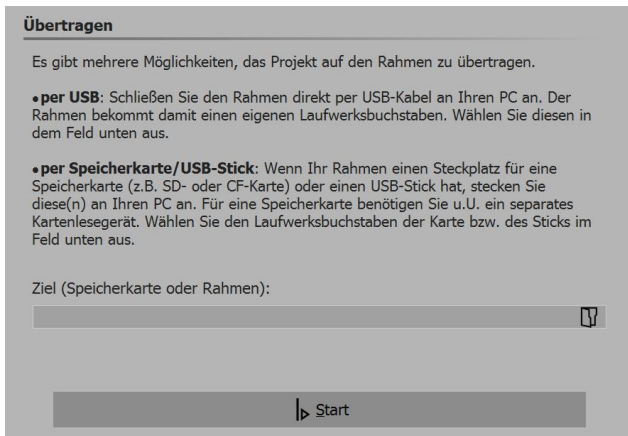 Übertragen
Es gibt mehrere Möglichkeiten, das Projekt auf den Rahmen zu übertragen.
•per USB: Schließen Sie den Rahmen direkt per USB-Kabel an Ihren PC an. Der
Rahmen bekommt damit einen eigenen Laufwerksbuchstaben. Wählen Sie diesen in
dem Feld unten aus.
•per Speicherkarte/USB-Stick: Wenn Ihr Rahmen einen Steckplatz für eine
Speicherkarte (z.B. SD- oder CF-Karte) oder einen USB-Stick hat, stecken Sie
diese(n) an Ihren PC an. Für eine Speicherkarte benötigen Sie u.U. ein separates
Kartenlesegerät. Wählen Sie den Laufwerksbuchstaben der Karte bzw. des Sticks im
Feld unten aus.
Ziel (Speicherkarte oder Rahmen):
Start